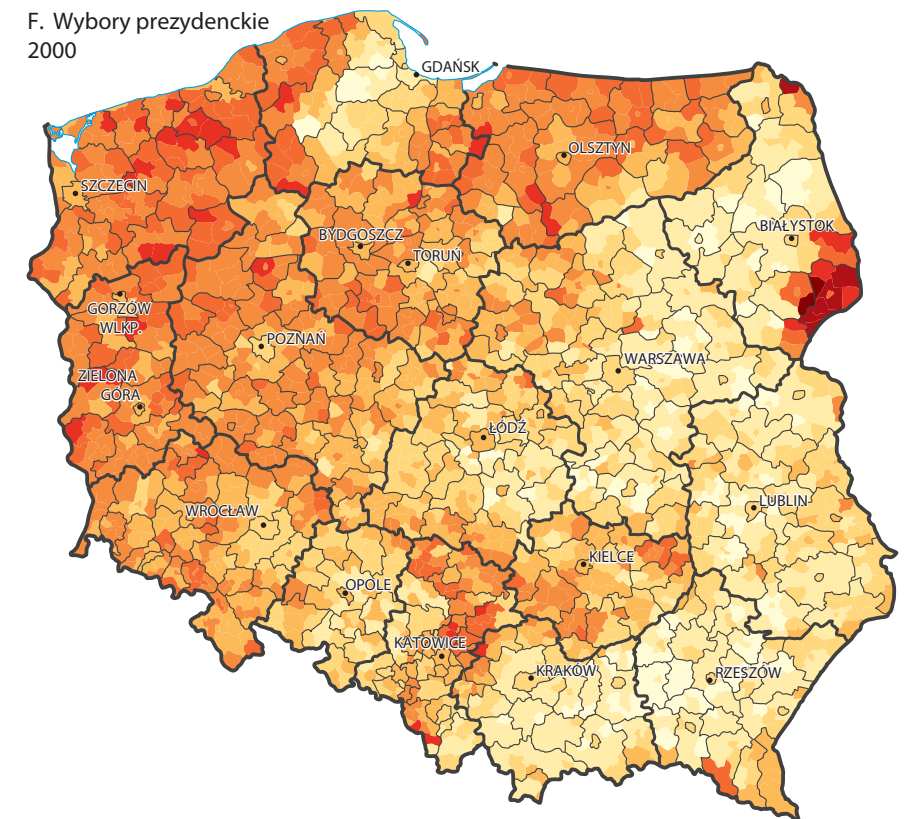 F. Wybory prezydenckie
2000
GDAŃSK
OLSZTYN
SZCZECIN
BIAŁYSTOK
BYDGOSZCZ
TORUŃ
GORZÓW
WLKP.
POZNAŃ
WARSZAWA
ZIELONA
GÓRA
ŁÓDŹ
LUBLIN
WROCŁAW
KIELCE
OPOLE
KATOWICE
KRAKÓW
RZESZÓW